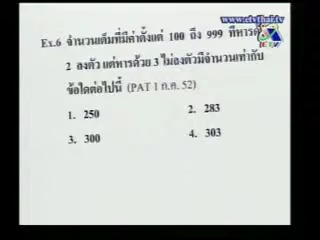 www.etvthai.tv
ETV
Ex.6 จำนวนเต็มที่มีค่าตั้งแต่ 100 ถึง 999 ที่หารด้วย
2 ลงตัว แต่หารด้วย 3 ไม่ลงตัวมีจำนวนเท่ากับ
ข้อใดต่อไปนี้ (PAT 1 ก.ค. 52)
1. 250 2. 283
3. 300 4. 303